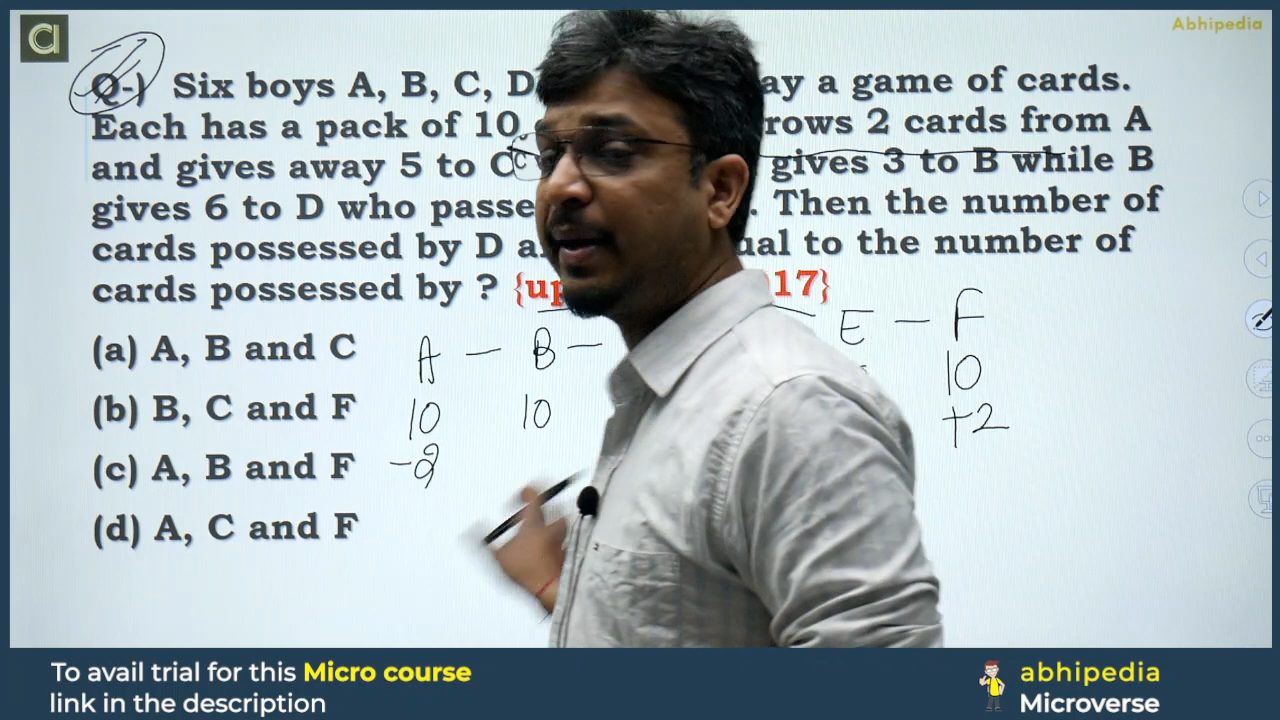 Abhipedia
Q-) Six boys A, B, C, D ay a game of cards.
Each has a pack of 10 rows 2 cards from A
and gives away 5 to C gives 3 to B while B
gives 6 to D who passe . Then the number of
cards possessed by D a ual to the number of
cards possessed by ? {up 17}
(a) A, B and C
(b) B, C and F
(c) A, B and F
(d) A, C and F
A - B - E - F
10 10 10
-2 +2
To avail trial for this Micro course
link in the description
abhipedia
Microverse